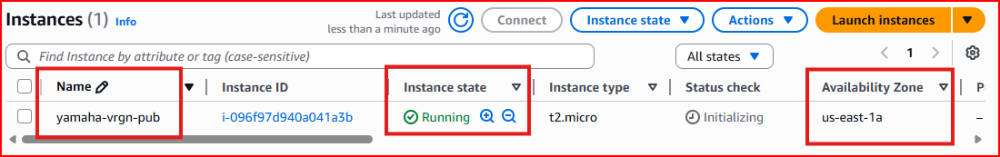 Instances (1) Info
Last updated
less than a minute ago
Connect
Instance state
Actions
Launch instances
Find Instance by attribute or tag (case-sensitive)
All states
1
Name Instance ID Instance state Instance type Status check Availability Zone
yamaha-vrgn-pub i-096f97d940a041a3b Running t2.micro Initializing us-east-1a –